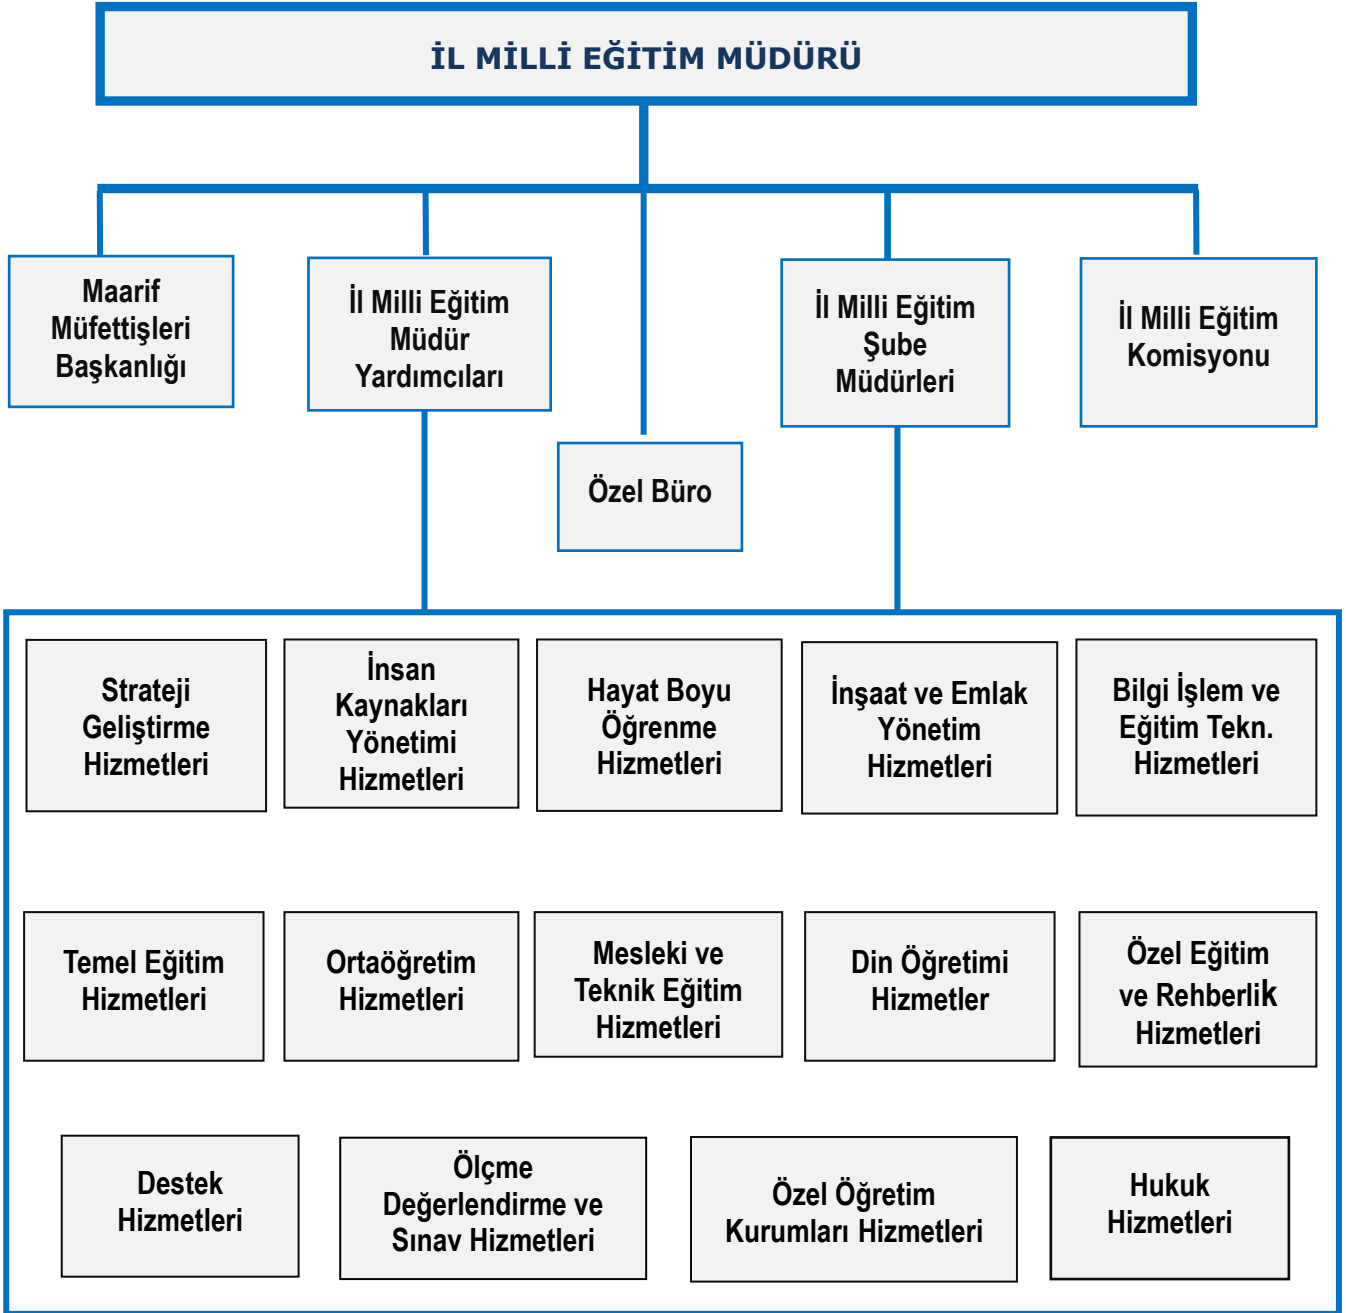 İL MİLLİ EĞİTİM MÜDÜRÜ
Maarif
Müfettişleri
Başkanlığı
İl Milli Eğitim
Müdür
Yardımcıları
Özel Büro
İl Milli Eğitim
Şube
Müdürleri
İl Milli Eğitim
Komisyonu
Strateji
Geliştirme
Hizmetleri
İnsan
Kaynakları
Yönetimi
Hizmetleri
Hayat Boyu
Öğrenme
Hizmetleri
İnşaat ve Emlak
Yönetim
Hizmetleri
Bilgi İşlem ve
Eğitim Tekn.
Hizmetleri
Temel Eğitim
Hizmetleri
Ortaöğretim
Hizmetleri
Mesleki ve
Teknik Eğitim
Hizmetleri
Din Öğretimi
Hizmetler
Özel Eğitim
ve Rehberlik
Hizmetleri
Destek
Hizmetleri
Ölçme
Değerlendirme ve
Sınav Hizmetleri
Özel Öğretim
Kurumları Hizmetleri
Hukuk
Hizmetleri